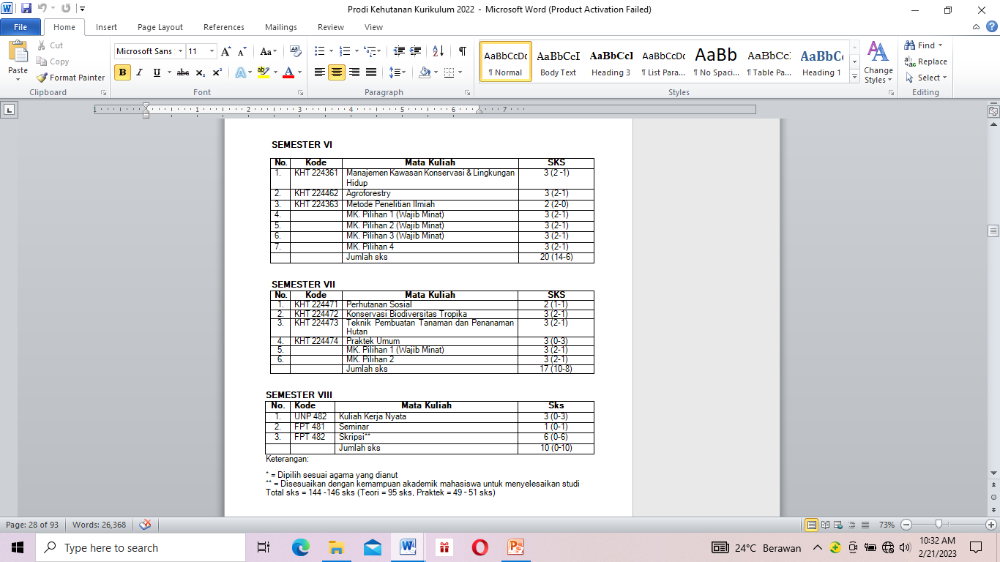 Prodi Kehutanan Kurikulum 2022 - Microsoft Word (Product Activation Failed)
File Home Insert Page Layout References Mailings Review View
Paste
Cut
Copy
Format Painter
Clipboard
Microsoft Sans 11
Font
Paragraph
AaBbCcDc AaBbCcI AaBbCcI AaBbCcDc AaBb AaBbCc: AaBbC
¶ Normal Body Text Heading 3 ¶ List Para... ¶ No Spaci... ¶ Table Pa... Heading 1
Change Styles
Styles
Find
Replace
Select
Editing
1 1 2 3 4 5 6 7
SEMESTER VI
No. Kode Mata Kuliah SKS
1. KHT 224361 Manajemen Kawasan Konservasi & Lingkungan 3 (2 -1)
Hidup
2. KHT 224462 Agroforestry 3 (2-1)
3. KHT 224363 Metode Penelitian Ilmiah 2 (2-0)
4. MK. Pilihan 1 (Wajib Minat) 3 (2-1)
5. MK. Pilihan 2 (Wajib Minat) 3 (2-1)
6. MK. Pilihan 3 (Wajib Minat) 3 (2-1)
7. MK. Pilihan 4 3 (2-1)
Jumlah sks 20 (14-6)
SEMESTER VII
No. Kode Mata Kuliah SKS
1. KHT 224471 Perhutanan Sosial 2 (1-1)
2. KHT 224472 Konservasi Biodiversitas Tropika 3 (2-1)
3. KHT 224473 Teknik Pembuatan Tanaman dan Penanaman 3 (2-1)
Hutan
4. KHT 224474 Praktek Umum 3 (0-3)
5. MK. Pilihan 1 (Wajib Minat) 3 (2-1)
6. MK. Pilihan 2 3 (2-1)
Jumlah sks 17 (10-8)
SEMESTER VIII
No. Kode Mata Kuliah Sks
1. UNP 482 Kuliah Kerja Nyata 3 (0-3)
2. FPT 481 Seminar 1 (0-1)
3. FPT 482 Skripsi** 6 (0-6)
Jumlah sks 10 (0-10)
Keterangan:
* = Dipilih sesuai agama yang dianut
** = Disesuaikan dengan kemampuan akademik mahasiswa untuk menyelesaikan studi
Total sks = 144 -146 sks (Teori = 95 sks, Praktek = 49 - 51 sks)
Page: 28 of 93 Words: 26,368 73%
Type here to search
24°C Berawan
10:32 AM
2/21/2023